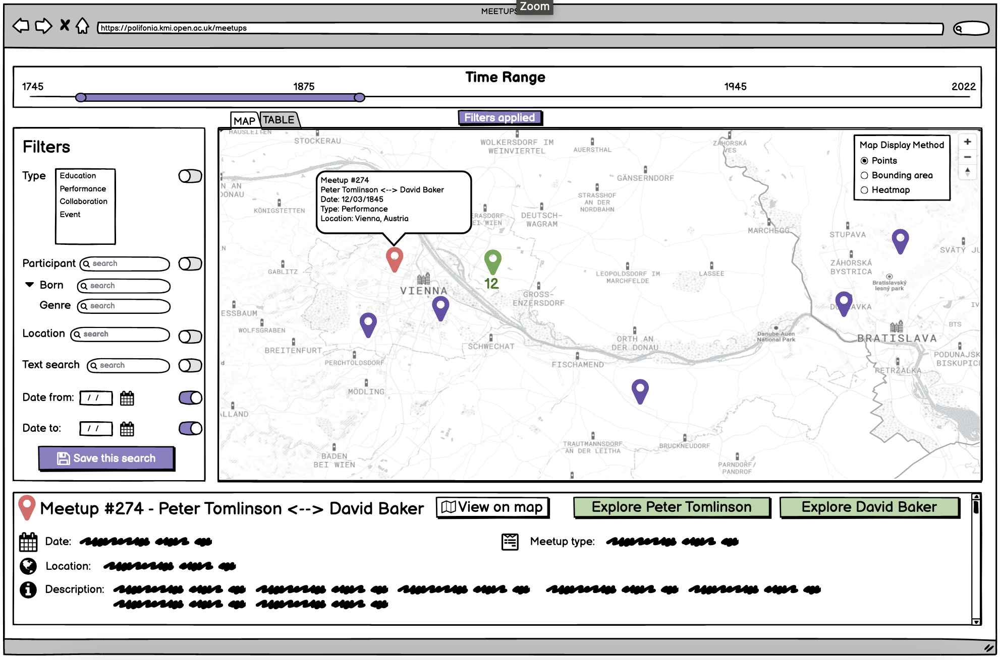 MEETUPS
Zoom
https://polifonia.kmi.open.ac.uk/meetups
Time Range
1745
1875
1945
2022
MAP
TABLE
Filters applied
Filters
Type
Education
Performance
Collaboration
Event
Participant
search
Born
search
Genre
search
Location
search
Text search
search
Date from:
/ /
Date to:
/ /
Save this search
Map Display Method
Points
Bounding area
Heatmap
+
−
Meetup #274
Peter Tomlinson <--> David Baker
Date: 12/03/1845
Type: Performance
Location: Vienna, Austria
HAUSLEITEN
STOCKERAU
WOLKERSDORF IM
WEINVIERTEL
AUERSTHAL
ZÁHORSKÁ
VES
GÄNSERNDORF
N AN
DONAU
KÖNIGSTETTEN
STRASSHOF
AN DER
NORDBAHN
ERASDORF
EI WIEN
DEUTSCH-
WAGRAM
MARCHEGG
STUPAVA
SVÄTÝ JU
GABLITZ
12
LEOPOLDSDORF IM
MARCHFELDE
LASSEE
ZÁHORSKÁ
BYSTRICA
Bratislavský
lesný park
VIENNA
GROSS-
ENZERSDORF
ESSBAUM
WOLFSGRABEN
BREITENFURT
PERCHTOLDSDORF
SCHWECHAT
ORTH AN
DER DONAU
Danube-Auen
National Park
BRATISLAVA
BTS
IV
FISCHAMEND
PODUNAJSK
BISKUPIC
PETRŽALKA
MÖDLING
LLAND
BADEN
BEI WIEN
TRAUTMANNSDORF
AN DER LEITHA
BRUCKNEUDORF
PARNDORF/
PANDROF
Meetup #274 - Peter Tomlinson <--> David Baker
View on map
Explore Peter Tomlinson
Explore David Baker
Date:
Meetup type:
Location:
Description: